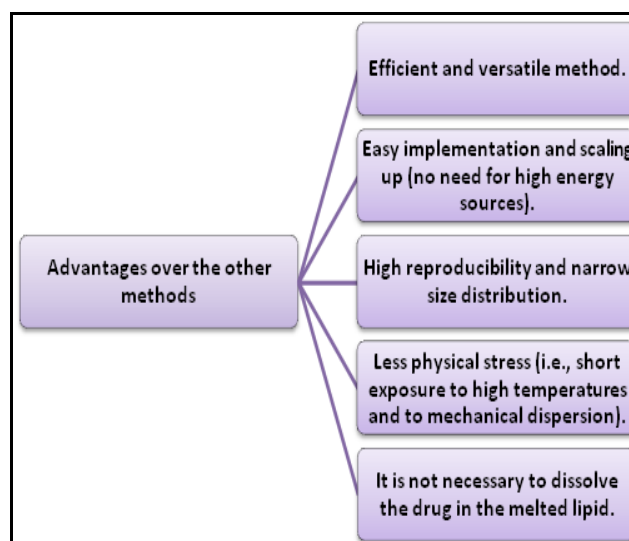 Efficient and versatile method.
Easy implementation and scaling
up (no need for high energy
sources).
Advantages over the other
methods
High reproducibility and narrow
size distribution.
Less physical stress (i.e., short
exposure to high temperatures
and to mechanical dispersion).
It is not necessary to dissolve
the drug in the melted lipid.